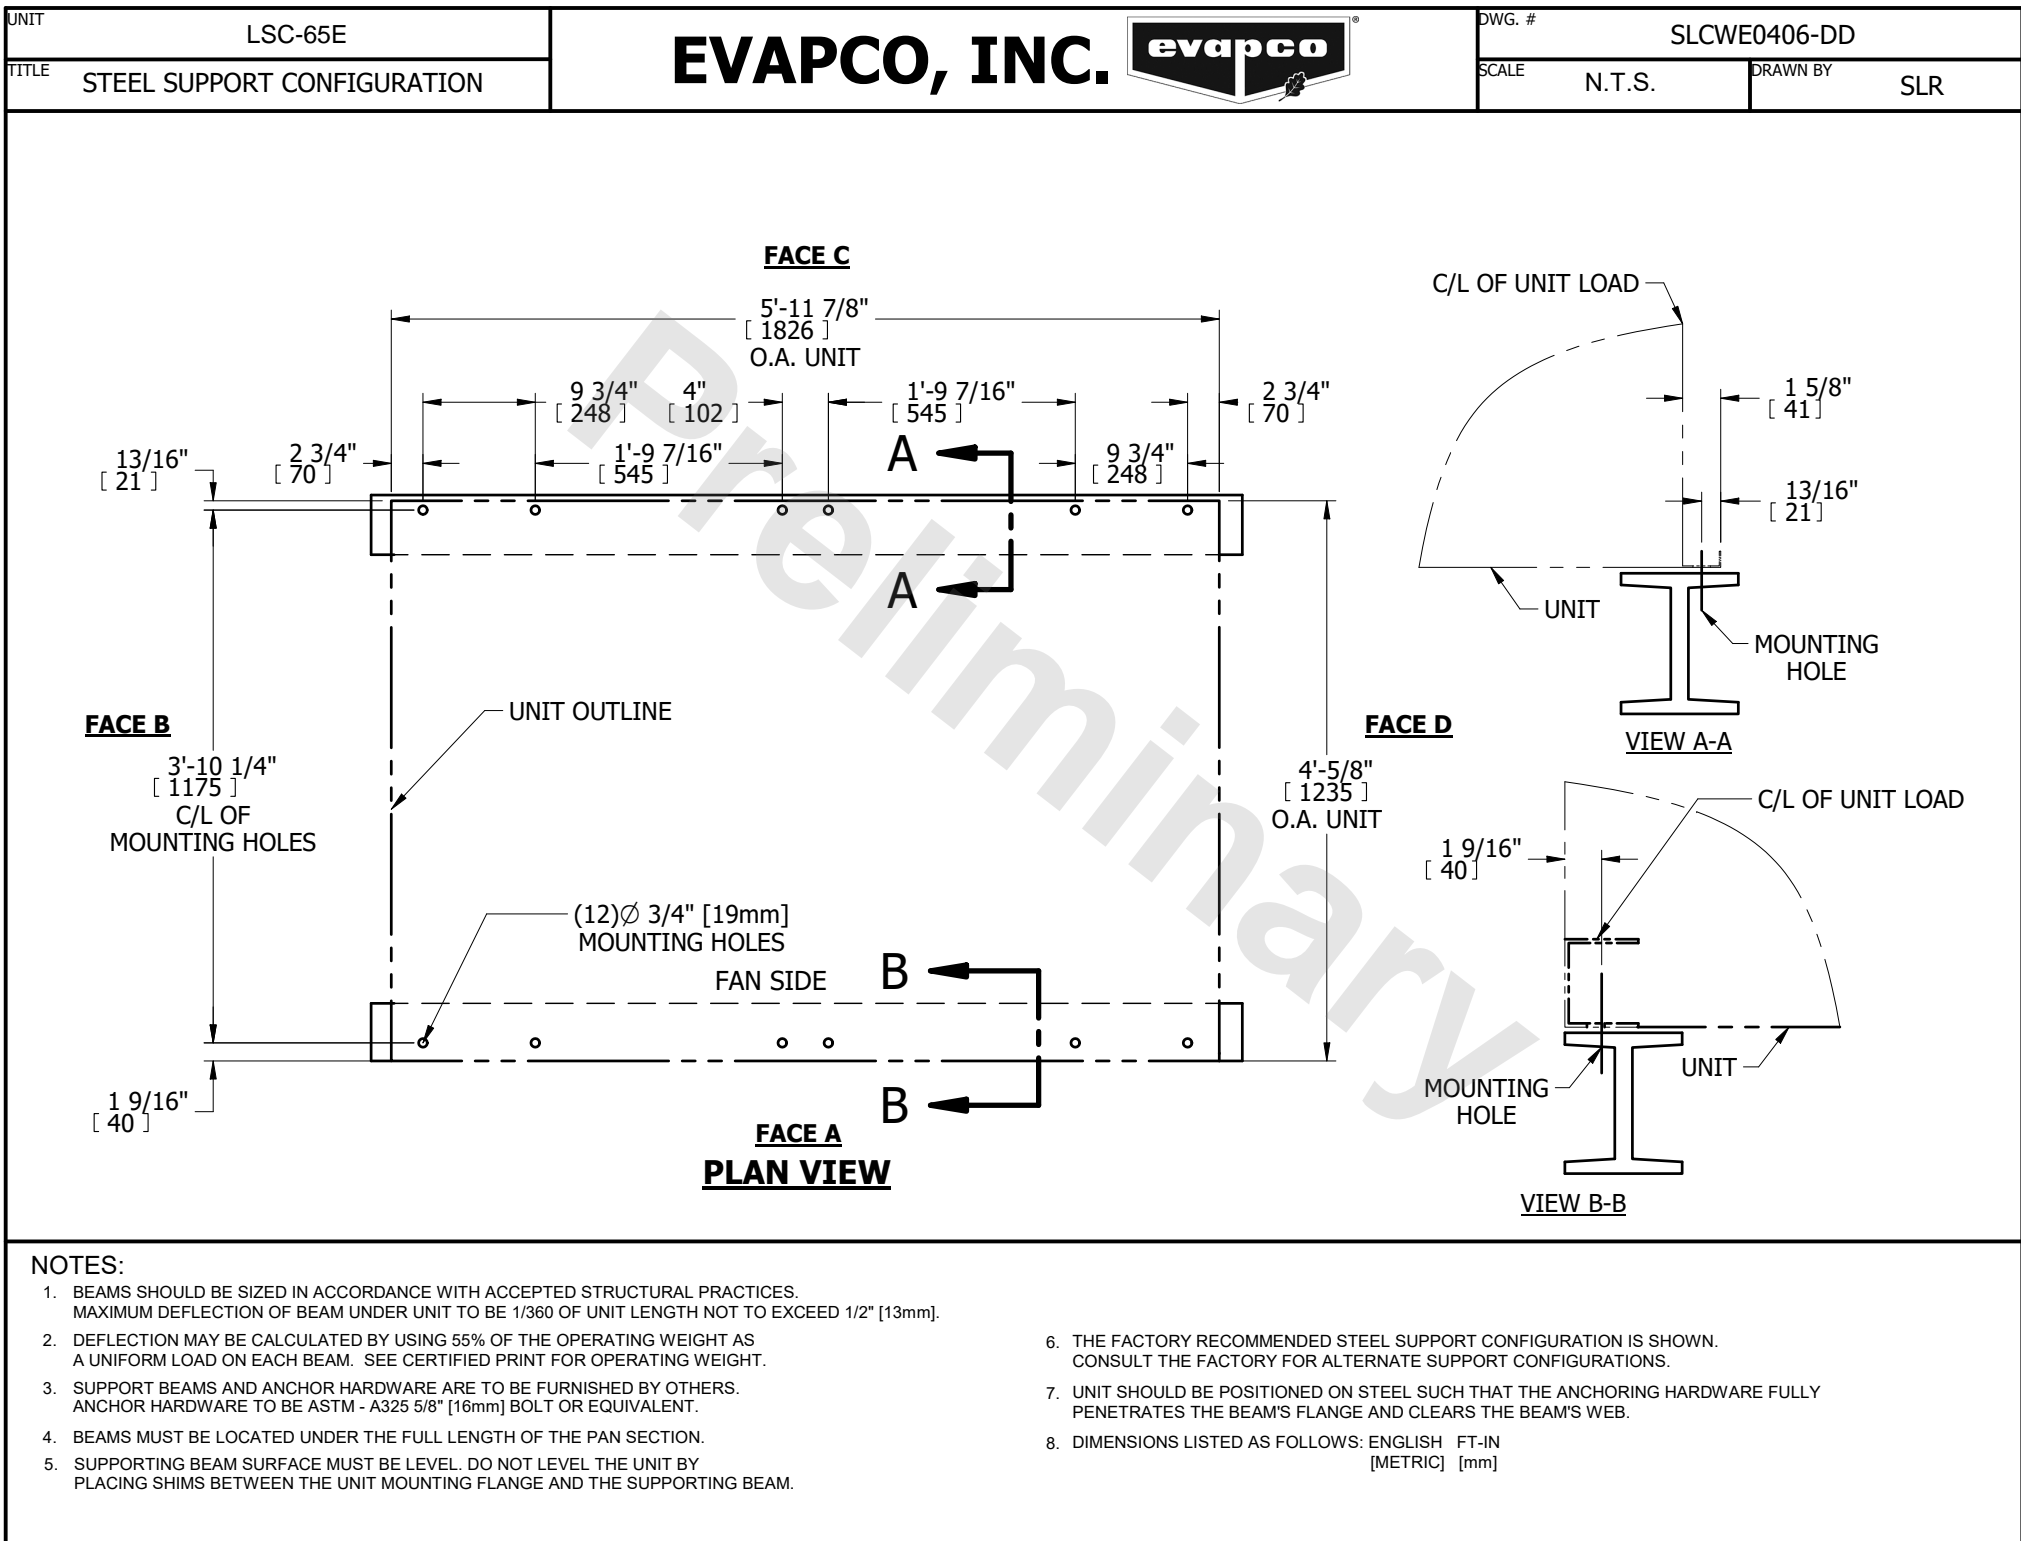 UNIT
LSC-65E
TITLE
STEEL SUPPORT CONFIGURATION
EVAPCO, INC.
evapco®
DWG. #
SLCWE0406-DD
SCALE
N.T.S.
DRAWN BY
SLR
FACE C
5'-11 7/8"
[ 1826 ]
O.A. UNIT
9 3/4"
[ 248 ]
4"
[ 102 ]
1'-9 7/16"
[ 545 ]
2 3/4"
[ 70 ]
13/16"
[ 21 ]
2 3/4"
[ 70 ]
1'-9 7/16"
[ 545 ]
A
9 3/4"
[ 248 ]
A
FACE B
UNIT OUTLINE
3'-10 1/4"
[ 1175 ]
C/L OF
MOUNTING HOLES
FACE D
4'-5/8"
[ 1235 ]
O.A. UNIT
(12)∅ 3/4" [19mm]
MOUNTING HOLES
FAN SIDE
B
B
1 9/16"
[ 40 ]
FACE A
PLAN VIEW
Preliminary
C/L OF UNIT LOAD
1 5/8"
[ 41 ]
13/16"
[ 21 ]
UNIT
MOUNTING
HOLE
VIEW A-A
C/L OF UNIT LOAD
1 9/16"
[ 40 ]
UNIT
MOUNTING
HOLE
VIEW B-B
NOTES:
1. BEAMS SHOULD BE SIZED IN ACCORDANCE WITH ACCEPTED STRUCTURAL PRACTICES.
MAXIMUM DEFLECTION OF BEAM UNDER UNIT TO BE 1/360 OF UNIT LENGTH NOT TO EXCEED 1/2" [13mm].
2. DEFLECTION MAY BE CALCULATED BY USING 55% OF THE OPERATING WEIGHT AS
A UNIFORM LOAD ON EACH BEAM. SEE CERTIFIED PRINT FOR OPERATING WEIGHT.
3. SUPPORT BEAMS AND ANCHOR HARDWARE ARE TO BE FURNISHED BY OTHERS.
ANCHOR HARDWARE TO BE ASTM - A325 5/8" [16mm] BOLT OR EQUIVALENT.
4. BEAMS MUST BE LOCATED UNDER THE FULL LENGTH OF THE PAN SECTION.
5. SUPPORTING BEAM SURFACE MUST BE LEVEL. DO NOT LEVEL THE UNIT BY
PLACING SHIMS BETWEEN THE UNIT MOUNTING FLANGE AND THE SUPPORTING BEAM.
6. THE FACTORY RECOMMENDED STEEL SUPPORT CONFIGURATION IS SHOWN.
CONSULT THE FACTORY FOR ALTERNATE SUPPORT CONFIGURATIONS.
7. UNIT SHOULD BE POSITIONED ON STEEL SUCH THAT THE ANCHORING HARDWARE FULLY
PENETRATES THE BEAM'S FLANGE AND CLEARS THE BEAM'S WEB.
8. DIMENSIONS LISTED AS FOLLOWS: ENGLISH FT-IN
[METRIC] [mm]